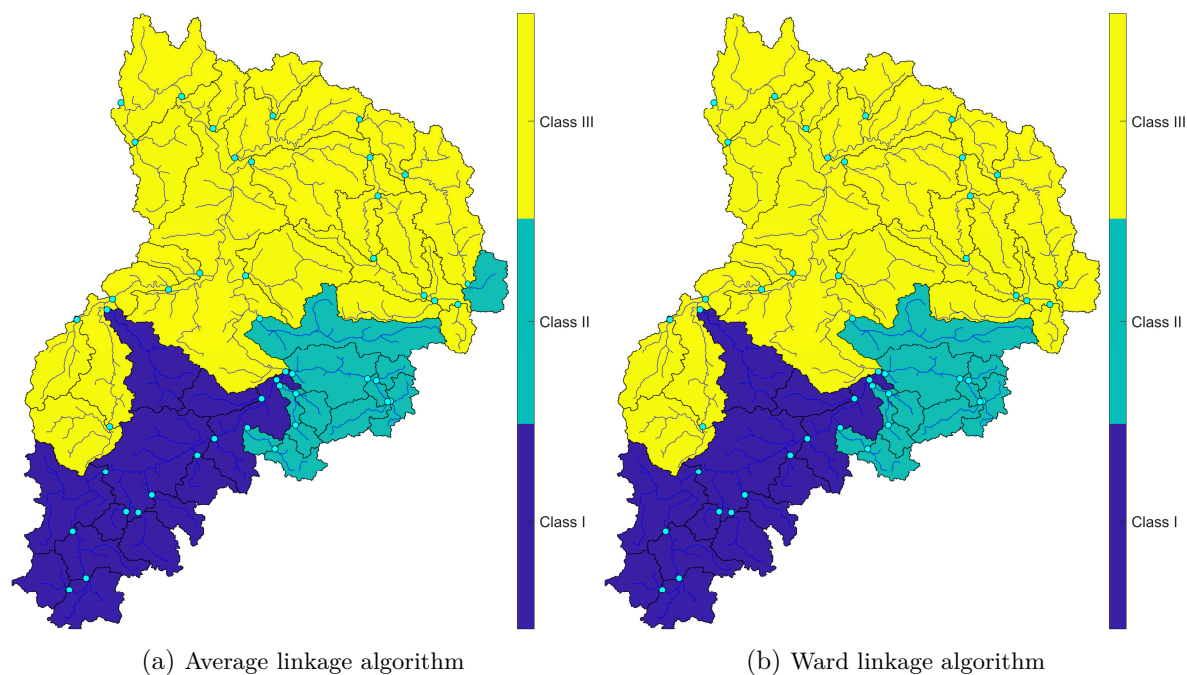 Class III
Class II
Class I
(a) Average linkage algorithm
Class III
Class II
Class I
(b) Ward linkage algorithm